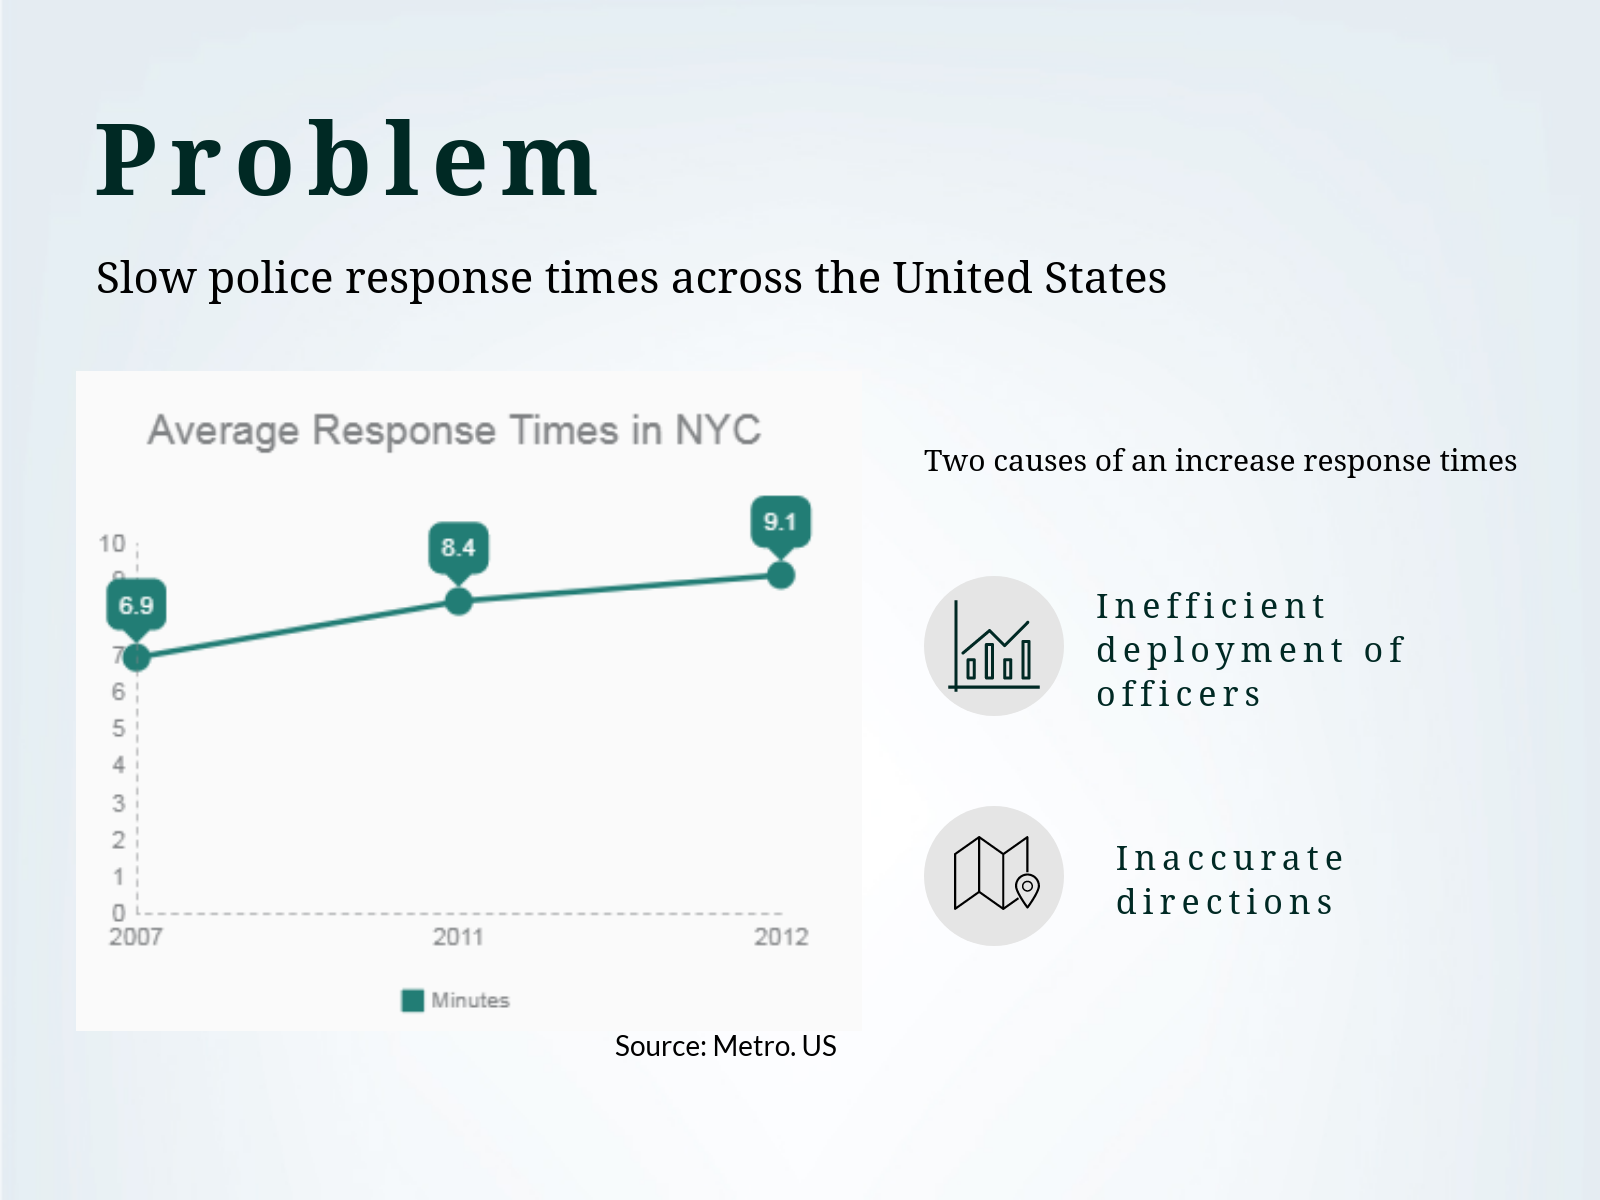 Problem
Slow police response times across the United States
Average Response Times in NYC
10
9.1
8.4
6.9
7
6
5
4
3
2
1
0
2007 2011 2012
Minutes
Source: Metro. US
Two causes of an increase response times
Inefficient
deployment of
officers
Inaccurate
directions